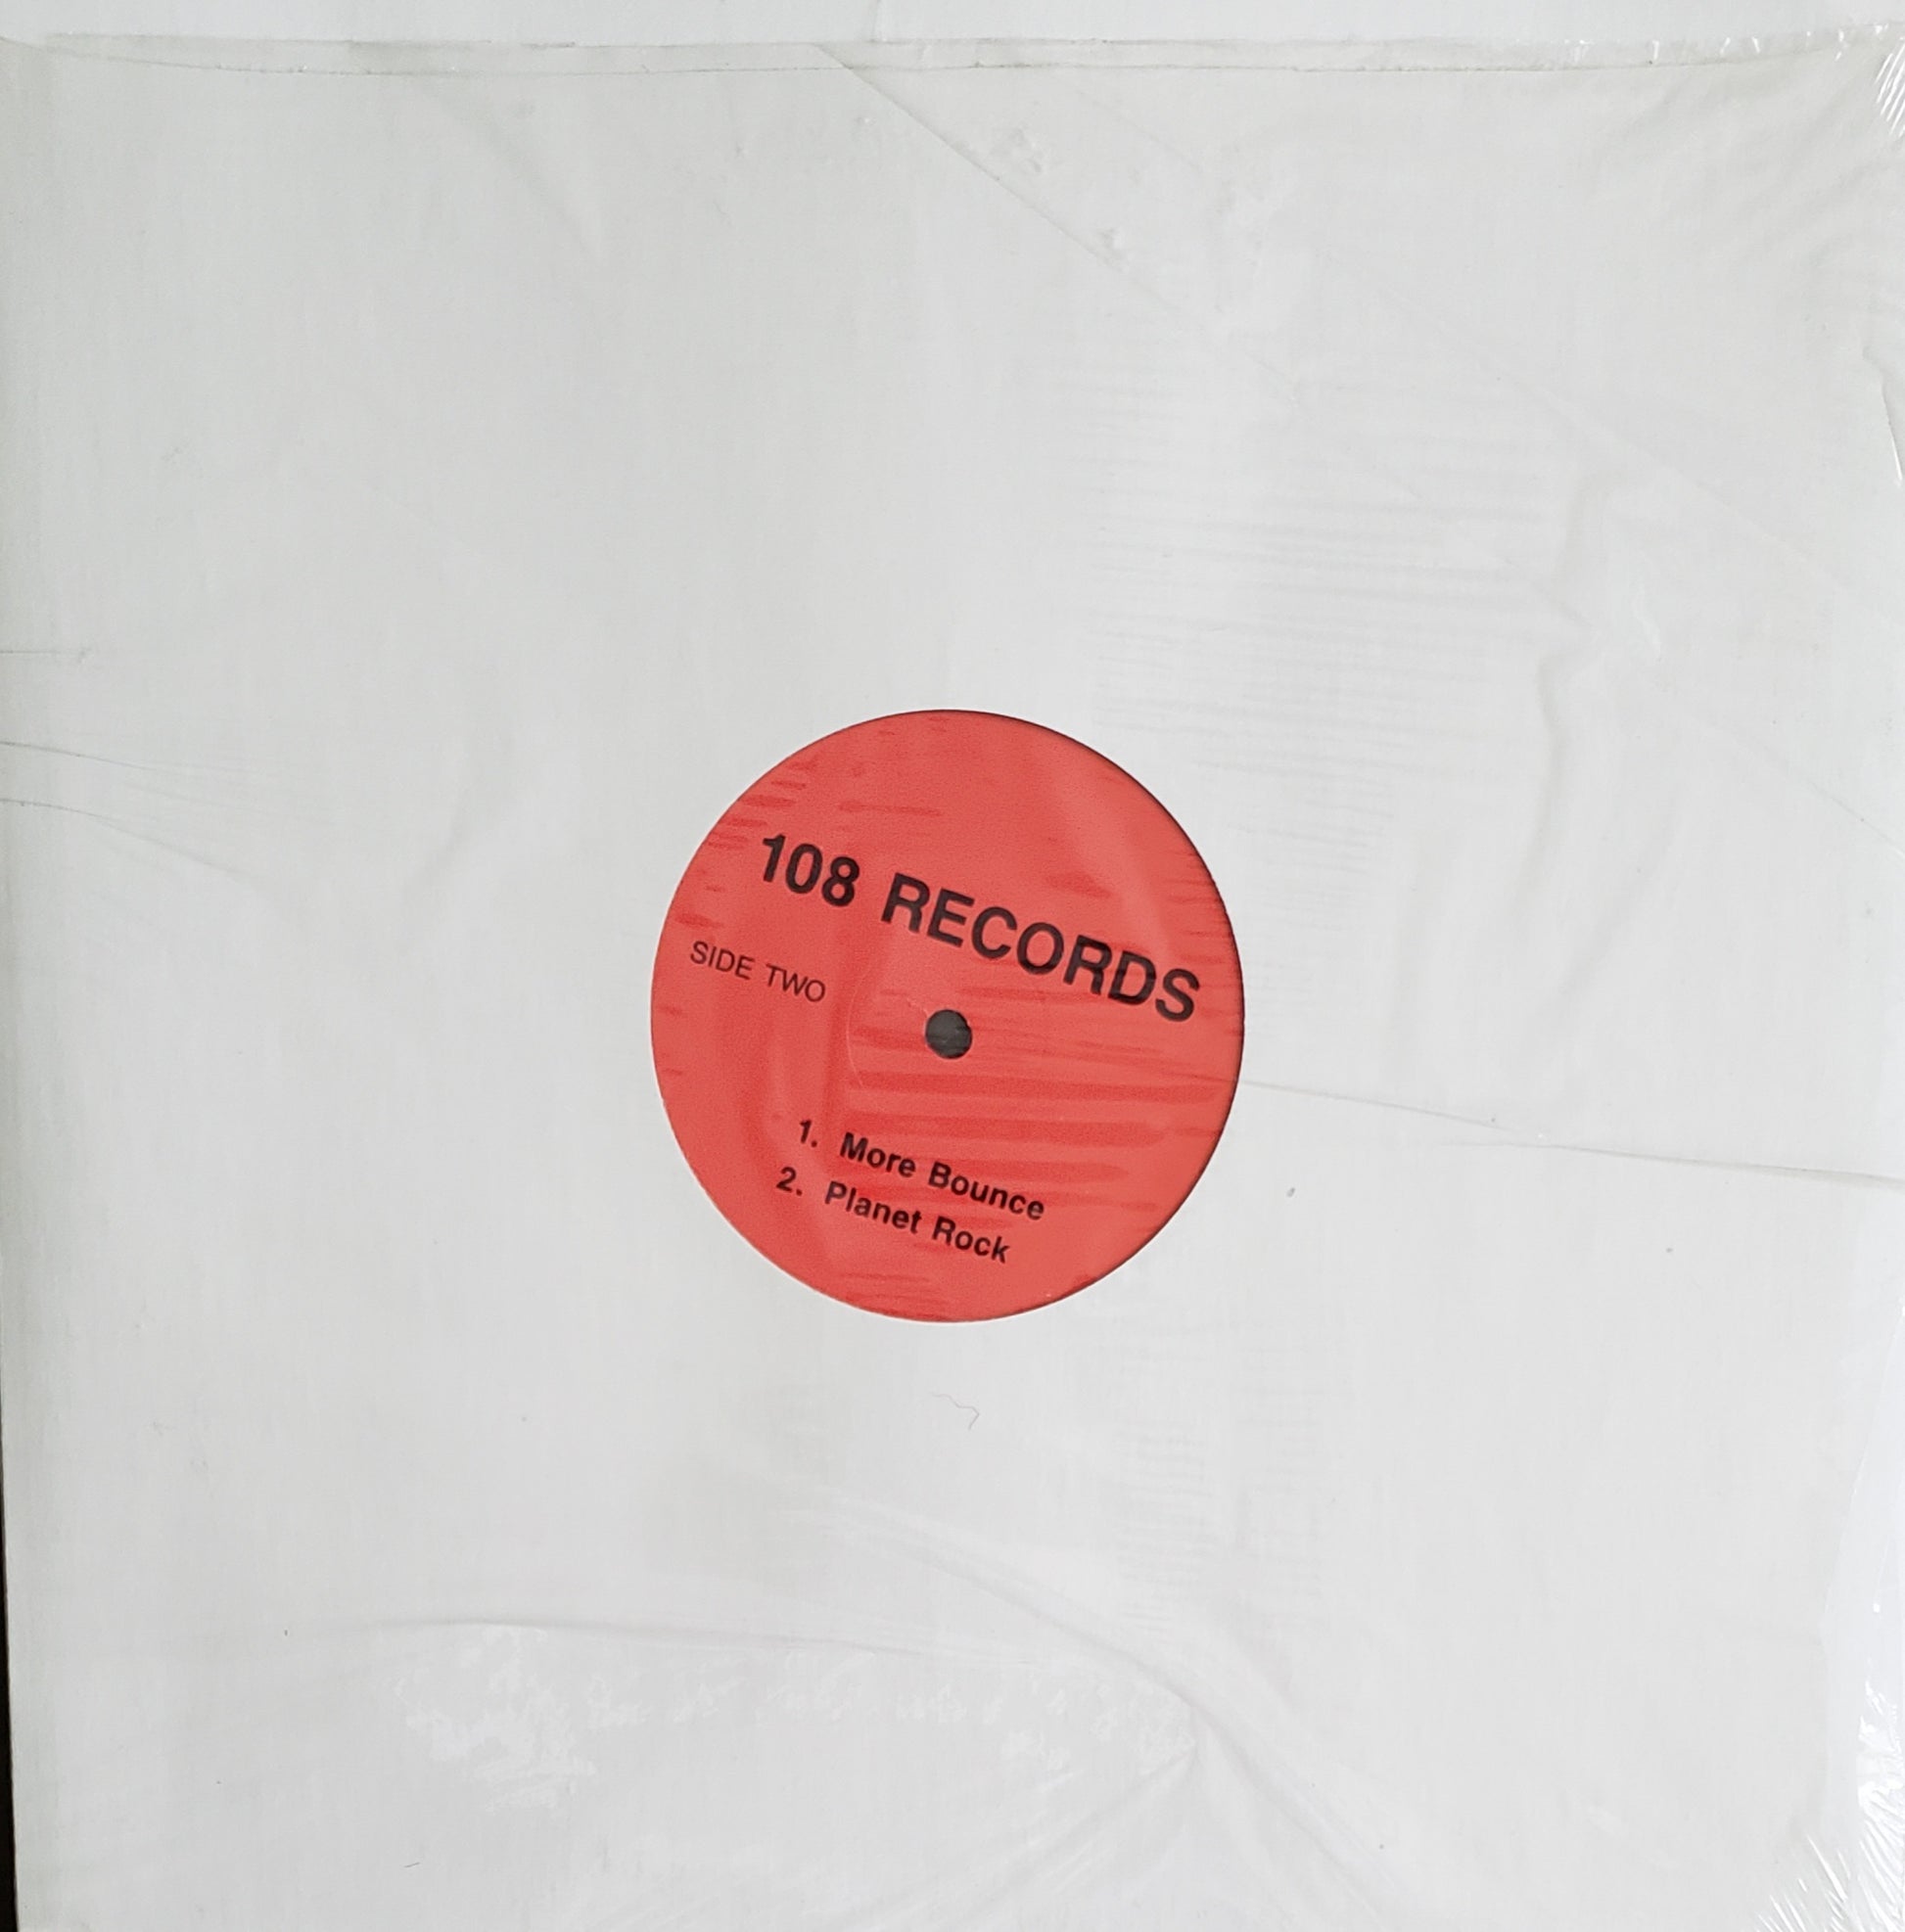 108 RECORDS
SIDE TWO
1. More Bounce
2. Planet Rock